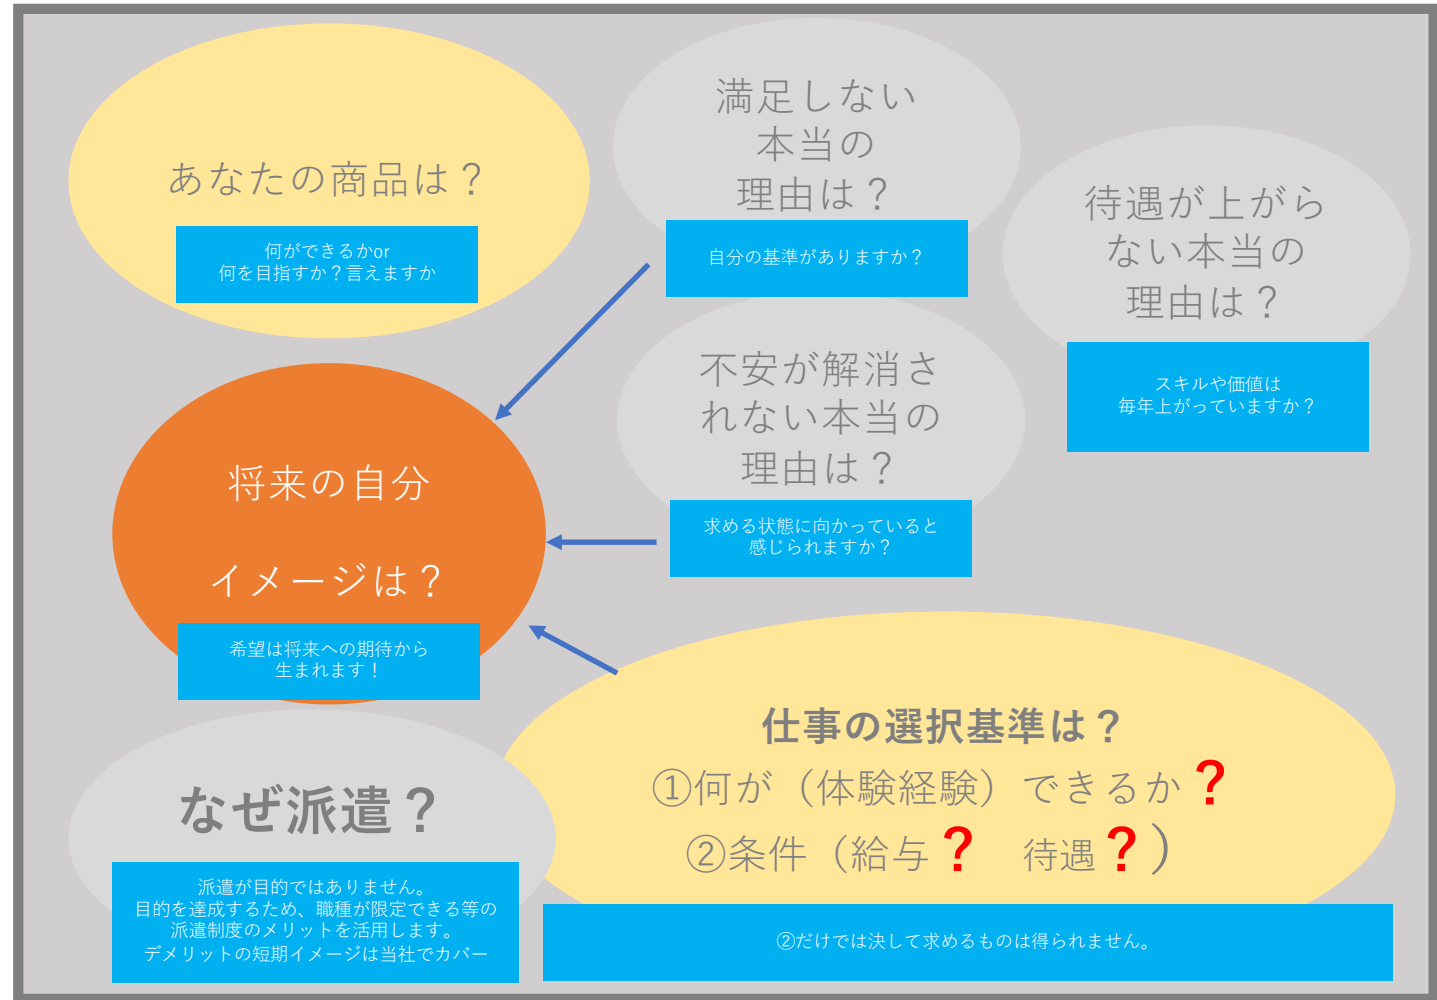 あなたの商品は？
何ができるかor
何を目指すか？言えますか
満足しない
本当の
理由は？
自分の基準がありますか？
待遇が上がら
ない本当の
理由は？
スキルや価値は
毎年上がっていますか？
不安が解消さ
れない本当の
理由は？
求める状態に向かっていると
感じられますか？
将来の自分
イメージは？
希望は将来への期待から
生まれます！
仕事の選択基準は？
①何が（体験経験）できるか？
②条件（給与？　待遇？）
②だけでは決して求めるものは得られません。
なぜ派遣？
派遣が目的ではありません。
目的を達成するため、職種が限定できる等の
派遣制度のメリットを活用します。
デメリットの短期イメージは当社でカバー